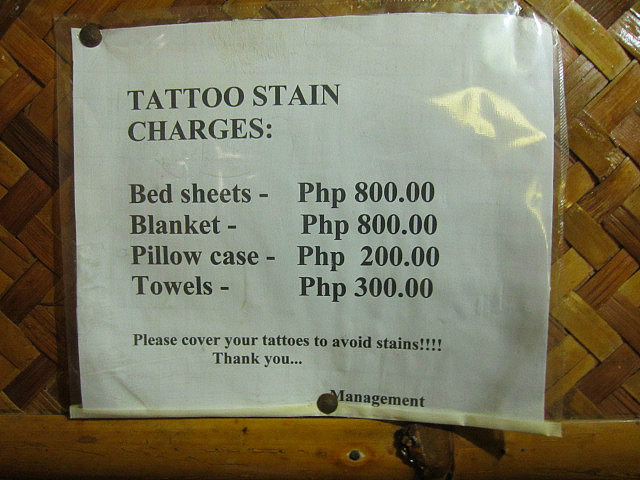 TATTOO STAIN
CHARGES:
Bed sheets - Php 800.00
Blanket - Php 800.00
Pillow case - Php 200.00
Towels - Php 300.00
Please cover your tattoes to avoid stains!!!!
Thank you...
Management